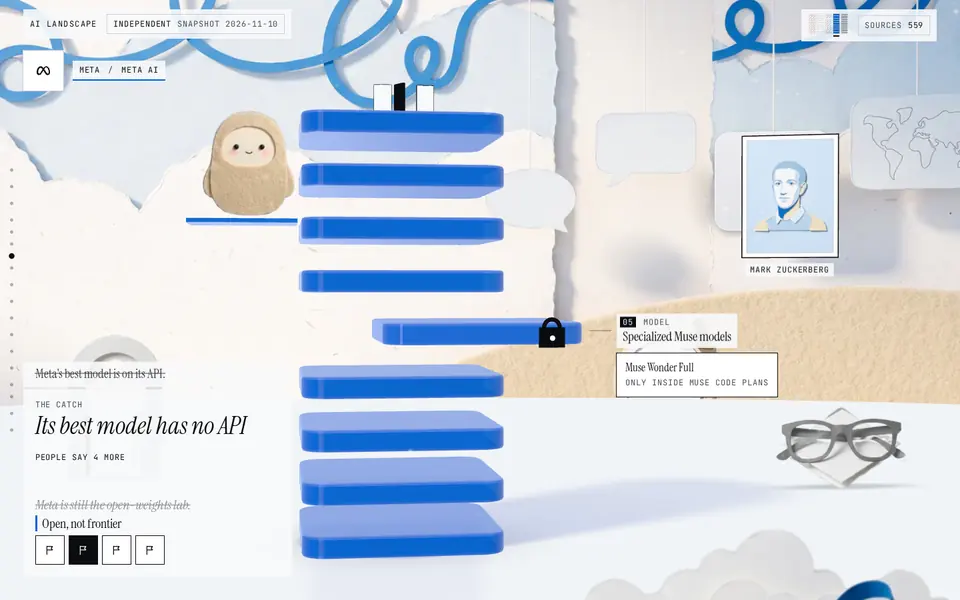 AI LANDSCAPE
INDEPENDENT SNAPSHOT 2026-11-10
SOURCES 559
META / META AI
MARK ZUCKERBERG
05 MODEL
Specialized Muse models
Muse Wonder Full
ONLY INSIDE MUSE CODE PLANS
Meta's best model is on its API.
THE CATCH
Its best model has no API
PEOPLE SAY 4 MORE
Meta is still the open-weights lab.
Open, not frontier